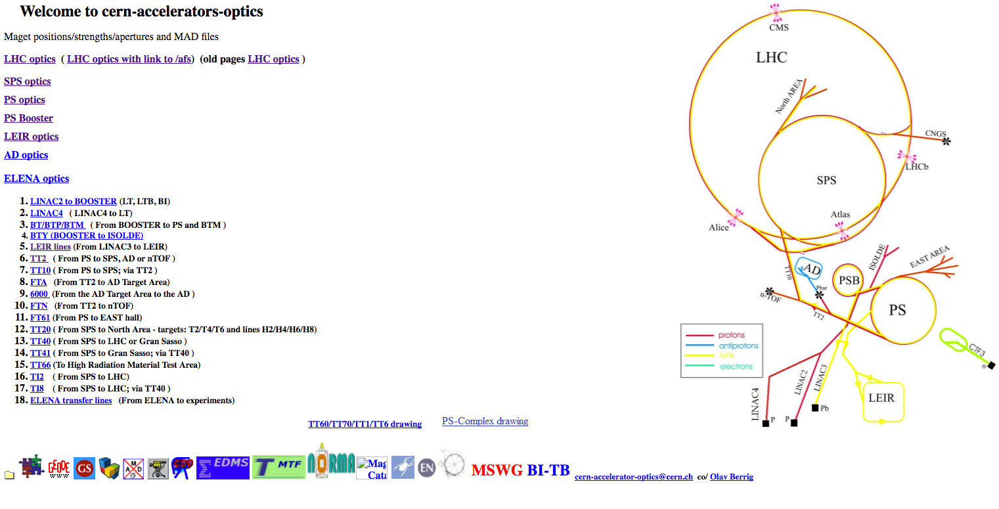 Welcome to cern-accelerators-optics
Maget positions/strengths/apertures and MAD files
LHC optics ( LHC optics with link to /afs) (old pages LHC optics )
SPS optics
PS optics
PS Booster
LEIR optics
AD optics
ELENA optics
1. LINAC2 to BOOSTER (LT, LTB, BI)
2. LINAC4 ( LINAC4 to LT)
3. BT/BTP/BTM ( From BOOSTER to PS and BTM )
4. BTY (BOOSTER to ISOLDE)
5. LEIR lines (From LINAC3 to LEIR)
6. TT2 ( From PS to SPS, AD or nTOF )
7. TT10 ( From PS to SPS; via TT2 )
8. FTA (From TT2 to AD Target Area)
9. 6000 (From the AD Target Area to the AD )
10. FTN (From TT2 to nTOF)
11. FT61 (From PS to EAST hall)
12. TT20 ( From SPS to North Area - targets: T2/T4/T6 and lines H2/H4/H6/H8)
13. TT40 ( From SPS to LHC or Gran Sasso )
14. TT41 ( From SPS to Gran Sasso; via TT40 )
15. TT66 (To High Radiation Material Test Area)
16. TI2 ( From SPS to LHC)
17. TI8 ( From SPS to LHC; via TT40 )
18. ELENA transfer lines (From ELENA to experiments)
TT60/TT70/TT1/TT6 drawing PS-Complex drawing
CMS
LHC
North AREA
CNGS
LHCb
SPS
Atlas
Alice
ISOLDE
EAST AREA
TT10
AD
PSB
Pbar
n-TOF
PS
TT2
protons
antiprotons
ions
electrons
CTF3
e
LINAC4
LINAC2
LINAC3
LEIR
Pb
P
P
WWW
GS
M
A D
EDMS
T MTF
NORMA
Mag
Cata
EN
MSWG BI-TB cern-accelerator-optics@cern.ch co/ Olav Berrig